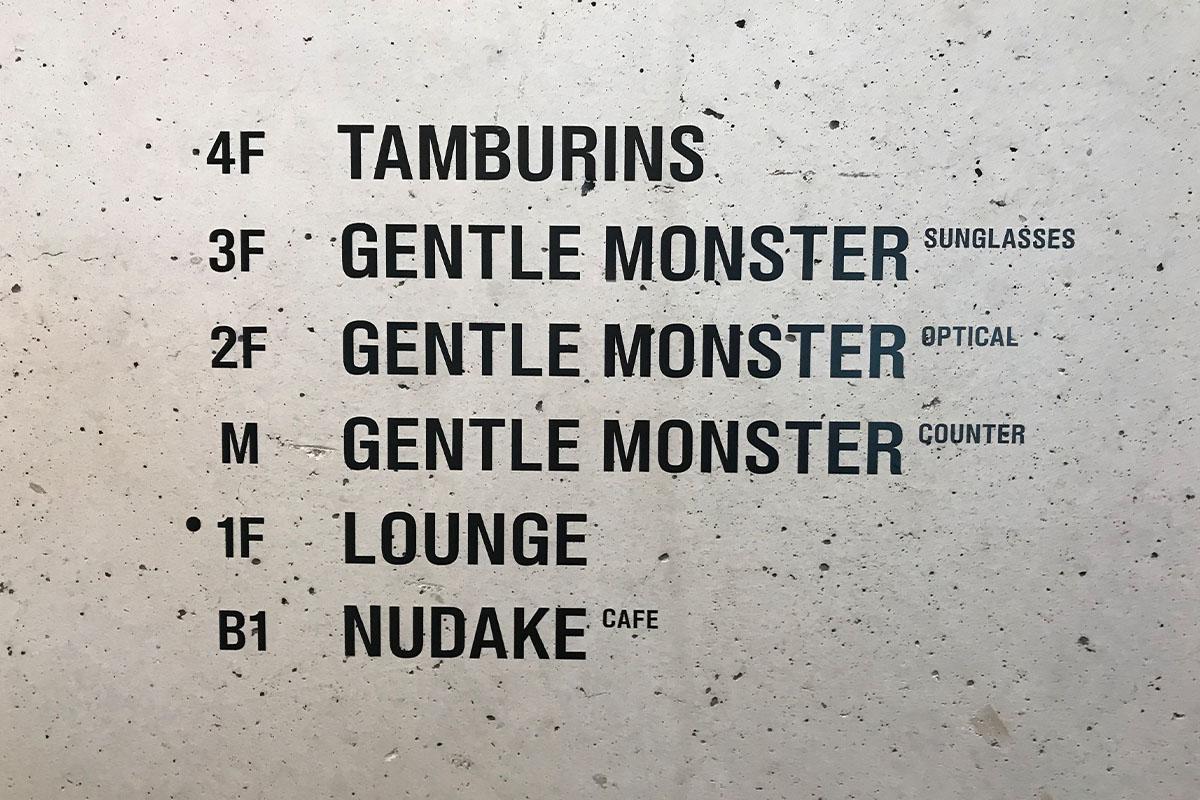 4F TAMBURINS
3F GENTLE MONSTER SUNGLASSES
2F GENTLE MONSTER OPTICAL
M GENTLE MONSTER COUNTER
• 1F LOUNGE
B1 NUDAKE CAFE